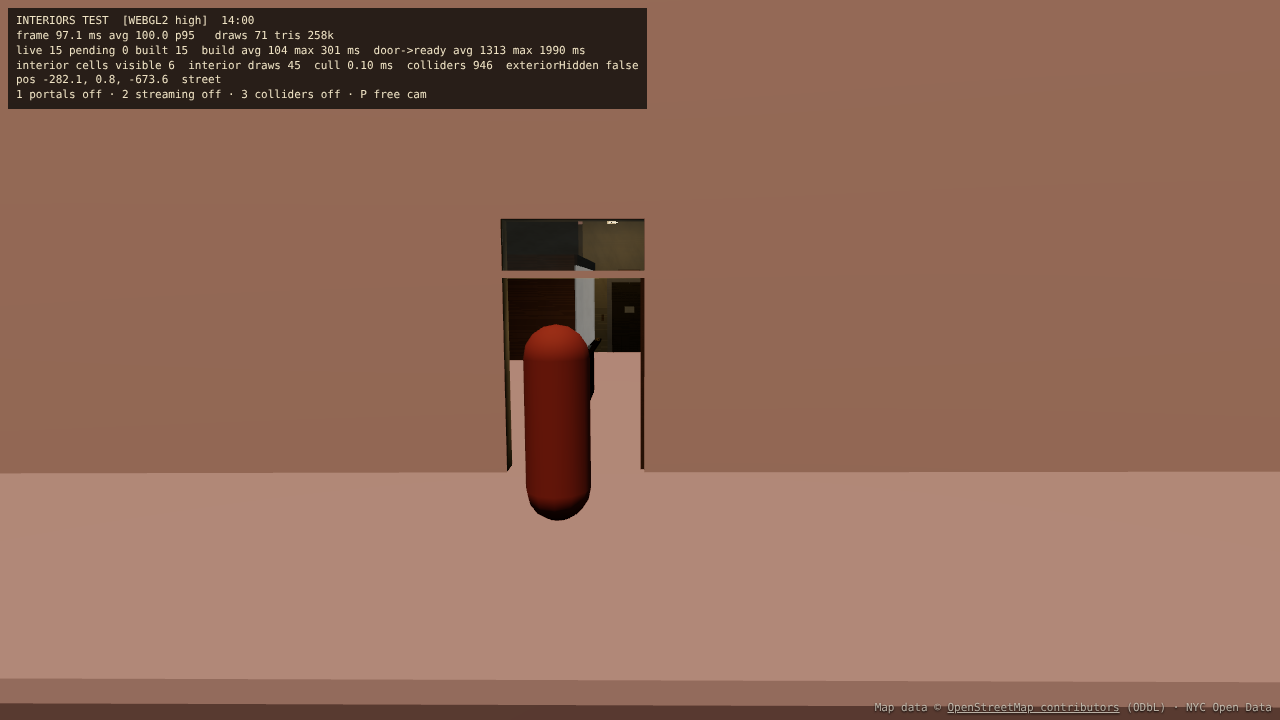 INTERIORS TEST  [WEBGL2 high]  14:00
frame 97.1 ms avg 100.0 p95   draws 71 tris 258k
live 15 pending 0 built 15  build avg 104 max 301 ms  door->ready avg 1313 max 1990 ms
interior cells visible 6  interior draws 45  cull 0.10 ms  colliders 946  exteriorHidden false
pos -282.1, 0.8, -673.6  street
1 portals off · 2 streaming off · 3 colliders off · P free cam
Map data © OpenStreetMap contributors (ODbL) · NYC Open Data